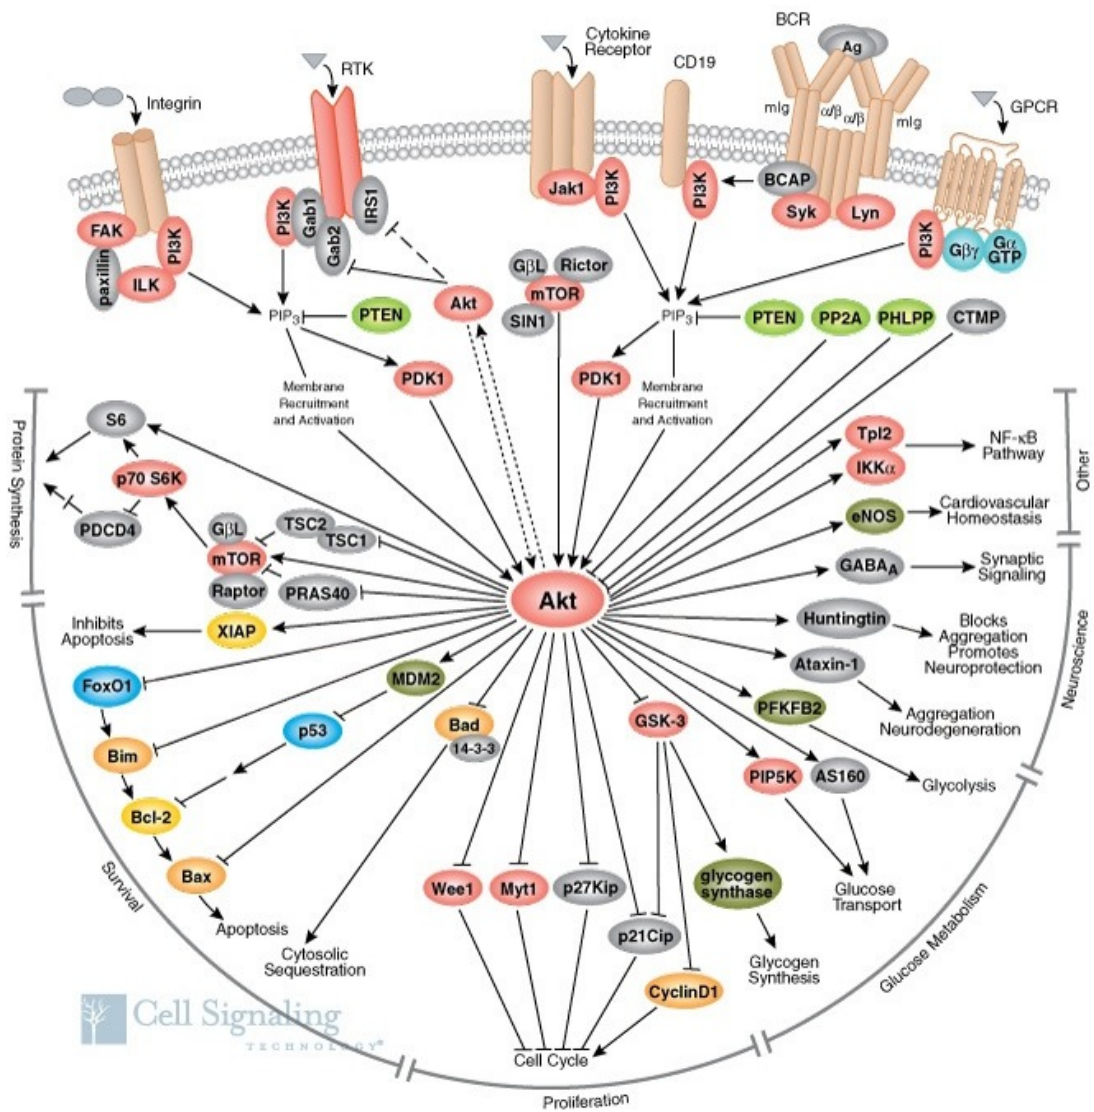 BCR
Ag
Cytokine
Receptor
CD19
RTK
Integrin
GPCR
mIg
α/β
α/β
mIg
FAK
paxillin
ILK
PI3K
PI3K
Gab1
Gab2
IRS1
Jak1
PI3K
PI3K
BCAP
Syk
Lyn
PI3K
Gβγ
Gα
GTP
GβL
Rictor
mTOR
SIN1
Akt
PIP3
PTEN
PIP3
PTEN
PP2A
PHLPP
CTMP
PDK1
PDK1
Membrane
Recruitment
and Activation
Membrane
Recruitment
and Activation
Protein Synthesis
S6
p70 S6K
PDCD4
GβL
mTOR
Raptor
TSC2
TSC1
PRAS40
Tpl2
IKKα
NF-κB
Pathway
Other
eNOS
Cardiovascular
Homeostasis
Akt
GABAA
Synaptic
Signaling
Inhibits
Apoptosis
XIAP
Huntingtin
Blocks
Aggregation
Promotes
Neuroprotection
Neuroscience
Ataxin-1
Aggregation
Neurodegeneration
FoxO1
MDM2
p53
Bad
14-3-3
GSK-3
PFKFB2
Glycolysis
Bim
PIP5K
AS160
Bcl-2
Bax
Apoptosis
Survival
Cytosolic
Sequestration
Wee1
Myt1
p27Kip
p21Cip
glycogen
synthase
Glucose
Transport
Glycogen
Synthesis
Glucose Metabolism
CyclinD1
Cell Cycle
Cell Signaling
TECHNOLOGY®
Proliferation